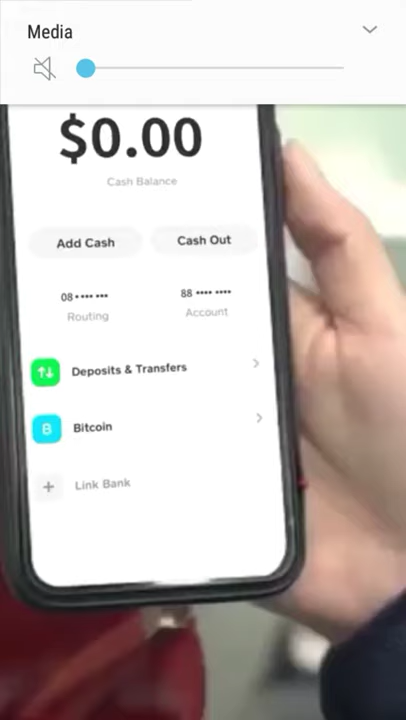 Media
$0.00
Cash Balance
Add Cash
Cash Out
08•••• •••
88 •••• ••••
Routing
Account
Deposits & Transfers
Bitcoin
Link Bank